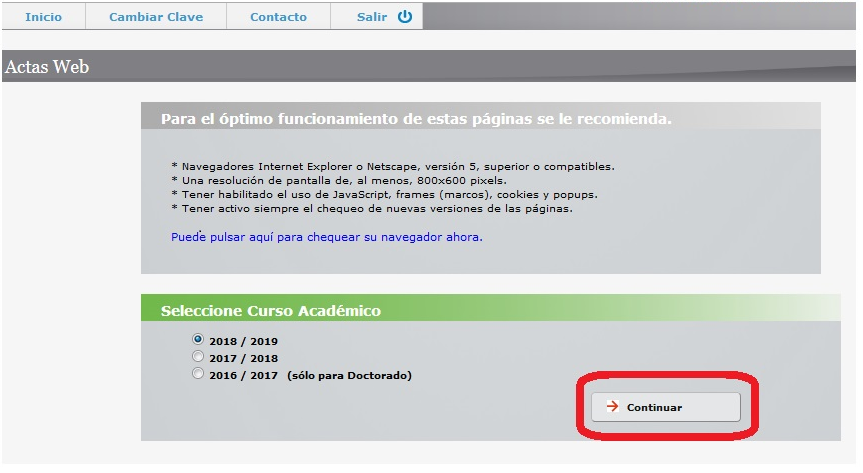 Inicio Cambiar Clave Contacto Salir
Actas Web
Para el óptimo funcionamiento de estas páginas se le recomienda.
* Navegadores Internet Explorer o Netscape, versión 5, superior o compatibles.
* Una resolución de pantalla de, al menos, 800x600 pixels.
* Tener habilitado el uso de JavaScript, frames (marcos), cookies y popups.
* Tener activo siempre el chequeo de nuevas versiones de las páginas.
Puede pulsar aquí para chequear su navegador ahora.
Seleccione Curso Académico
2018 / 2019
2017 / 2018
2016 / 2017 (sólo para Doctorado)
Continuar